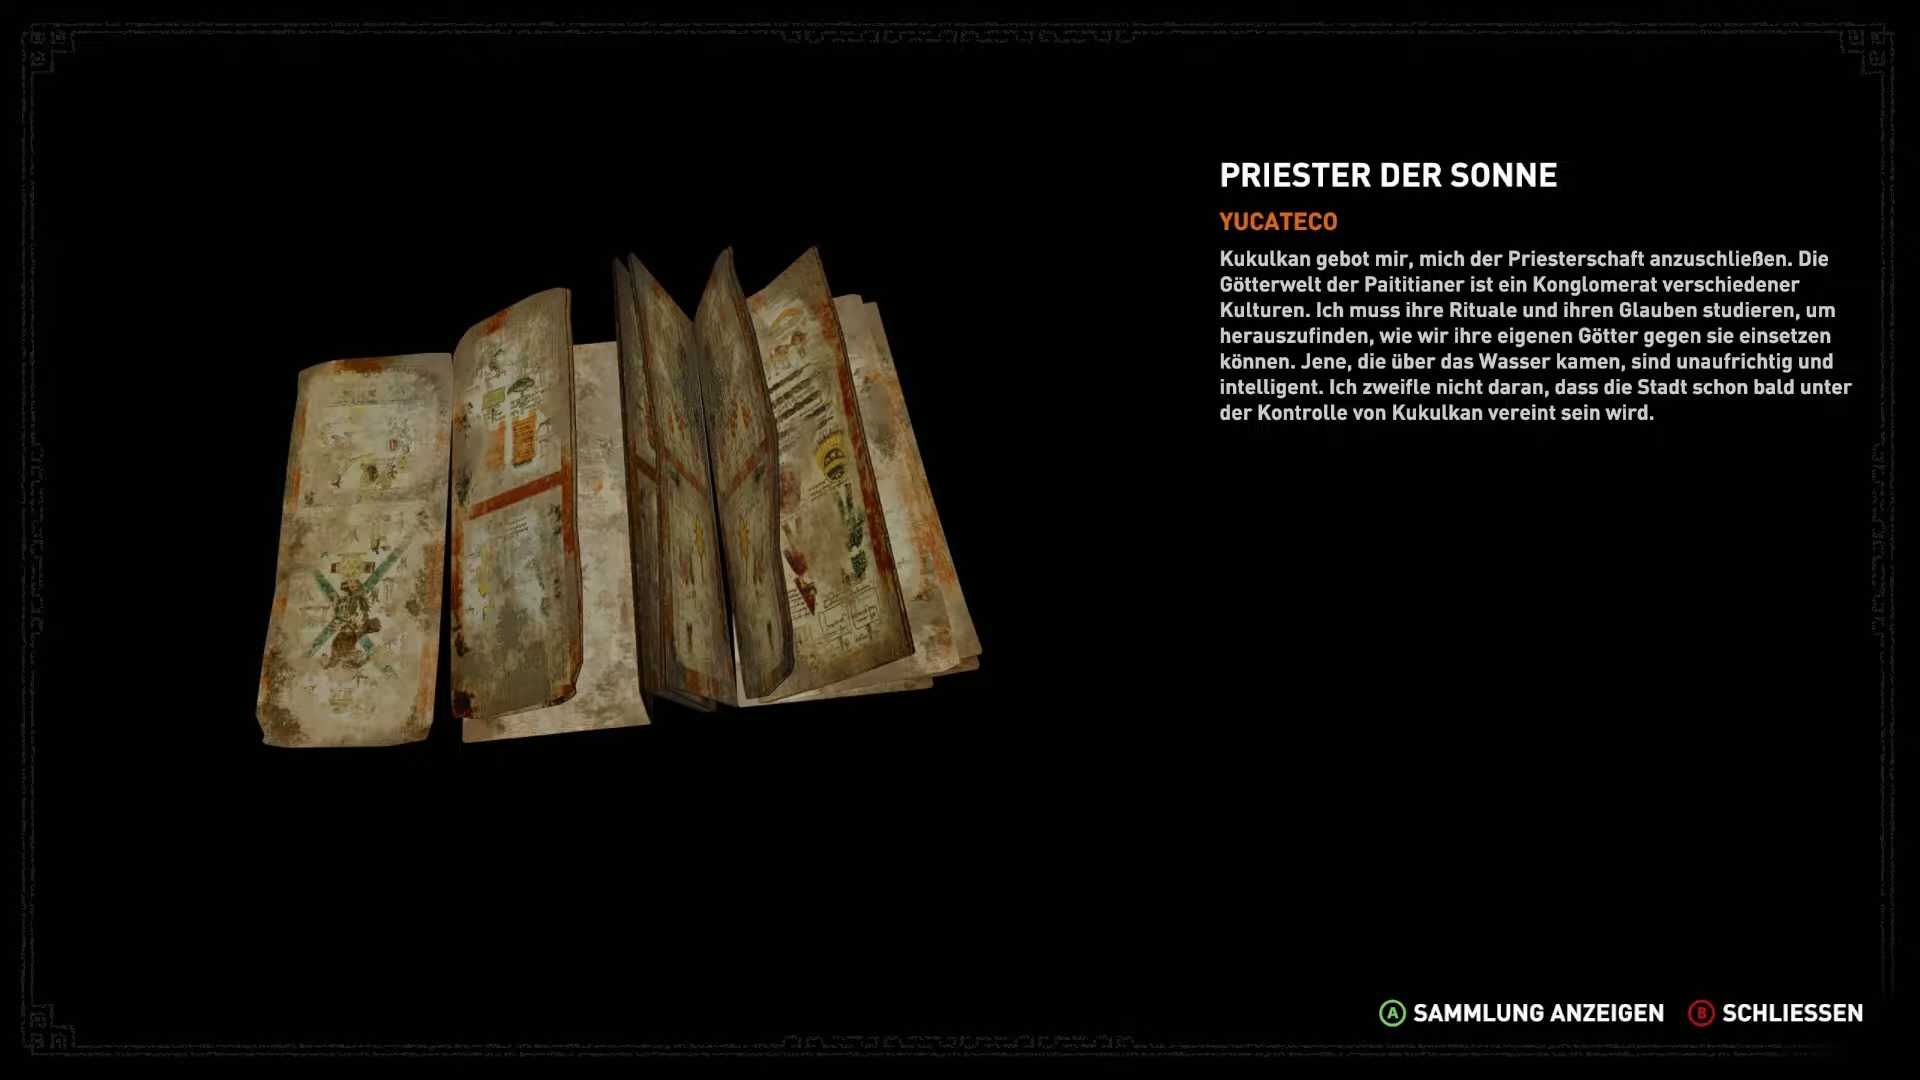 PRIESTER DER SONNE
YUCATECO
Kukulkan gebot mir, mich der Priesterschaft anzuschließen. Die
Götterwelt der Paititianer ist ein Konglomerat verschiedener
Kulturen. Ich muss ihre Rituale und ihren Glauben studieren, um
herauszufinden, wie wir ihre eigenen Götter gegen sie einsetzen
können. Jene, die über das Wasser kamen, sind unaufrichtig und
intelligent. Ich zweifle nicht daran, dass die Stadt schon bald unter
der Kontrolle von Kukulkan vereint sein wird.
A SAMMLUNG ANZEIGEN B SCHLIESSEN